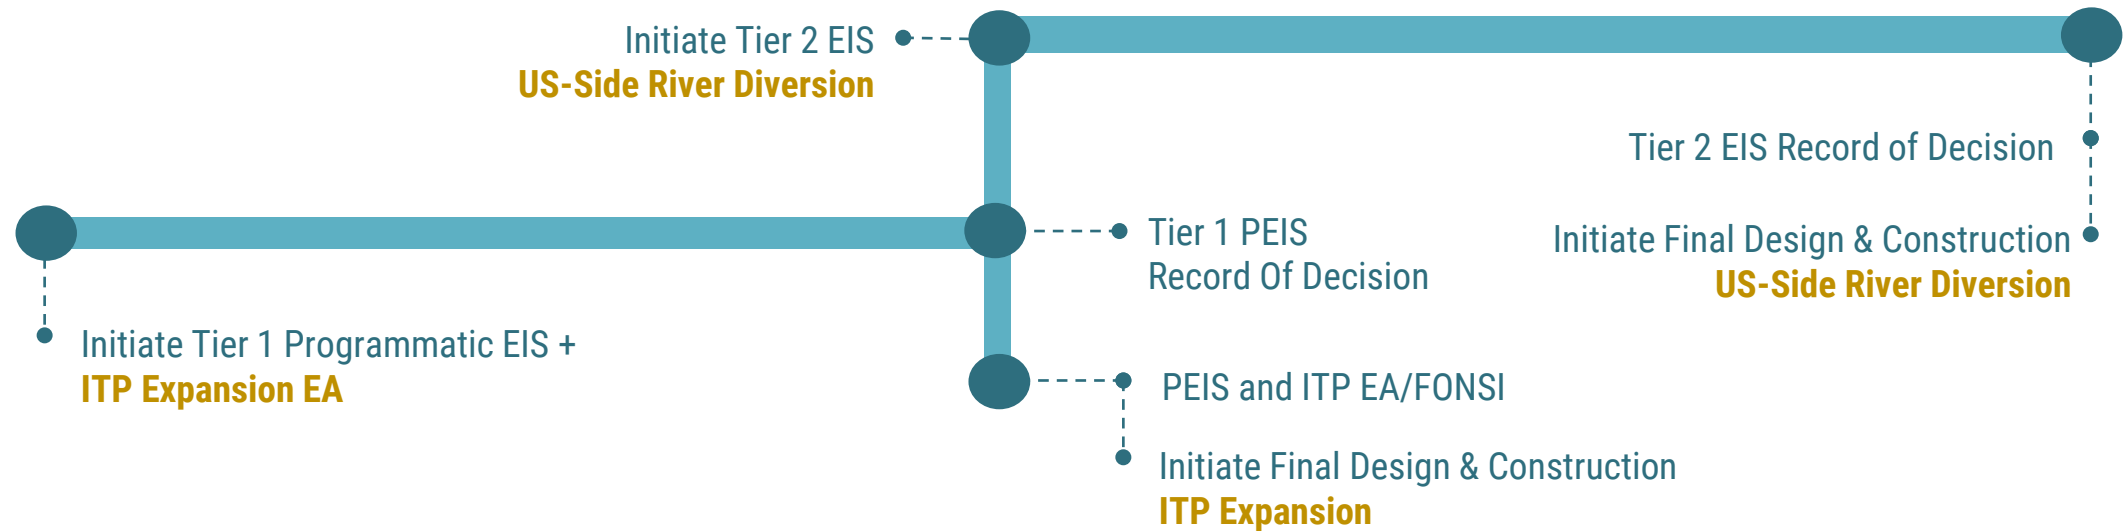 Initiate Tier 2 EIS
US-Side River Diversion
Tier 2 EIS Record of Decision
Tier 1 PEIS
Record Of Decision
Initiate Final Design & Construction
US-Side River Diversion
Initiate Tier 1 Programmatic EIS +
ITP Expansion EA
PEIS and ITP EA/FONSI
Initiate Final Design & Construction
ITP Expansion